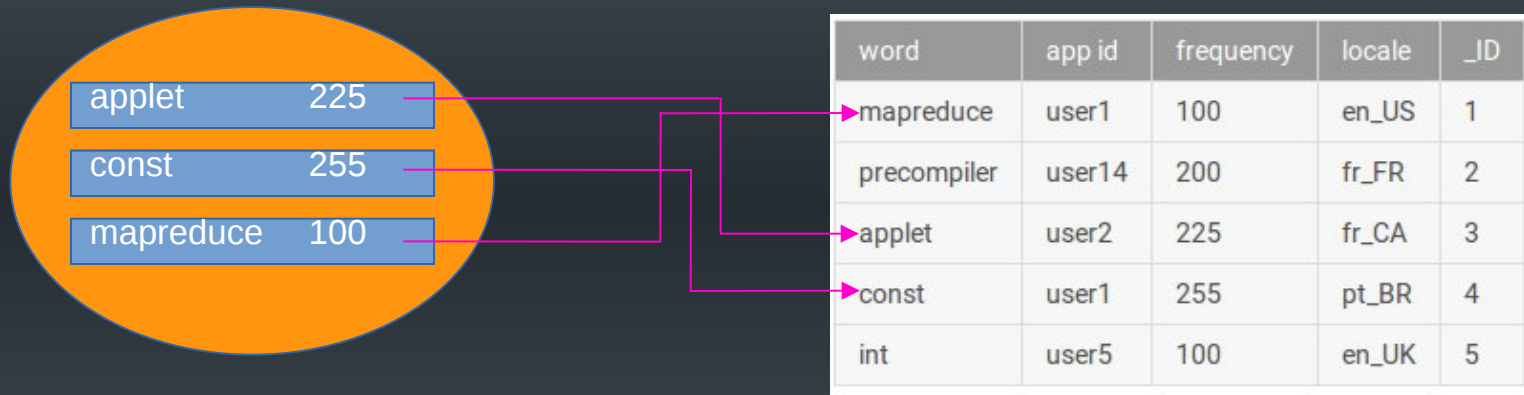 applet 225
const 255
mapreduce 100
word app id frequency locale _ID
mapreduce user1 100 en_US 1
precompiler user14 200 fr_FR 2
applet user2 225 fr_CA 3
const user1 255 pt_BR 4
int user5 100 en_UK 5